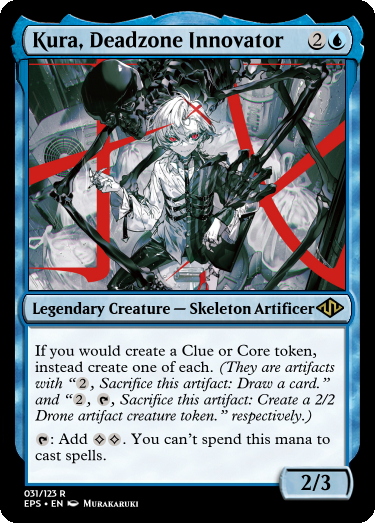 Kura, Deadzone Innovator {2}{U}
Legendary Creature — Skeleton Artificer
If you would create a Clue or Core token,
instead create one of each. (They are artifacts
with “{2}, Sacrifice this artifact: Draw a card.”
and “{2}, {T}, Sacrifice this artifact: Create a 2/2
Drone artifact creature token.” respectively.)
{T}: Add {C}{C}. You can’t spend this mana to
cast spells.
2/3
031/123 R
EPS • EN Murakaruki